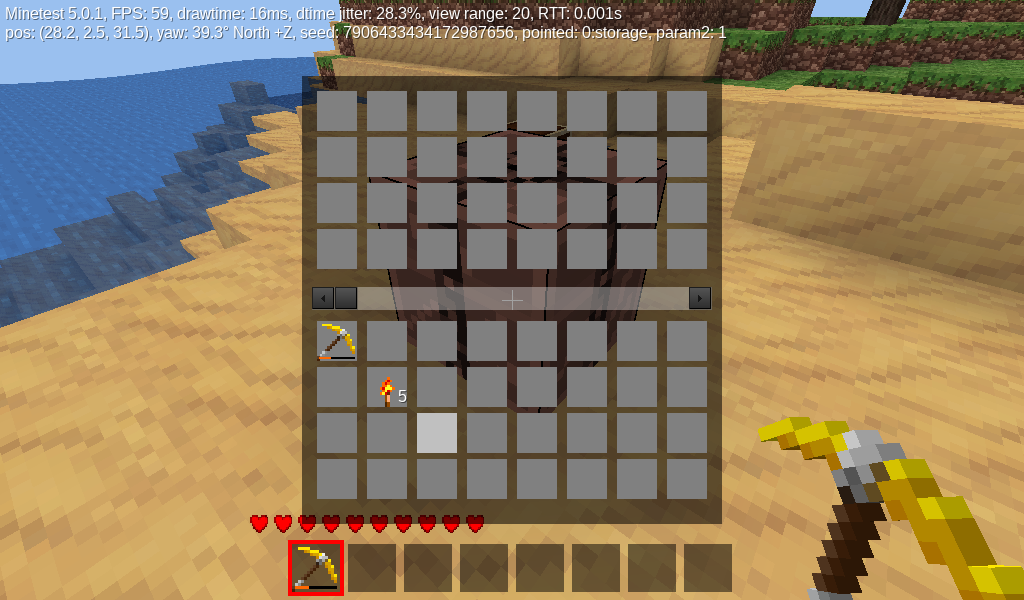 Minetest 5.0.1, FPS: 59, drawtime: 16ms, dtime jitter: 28.3%, view range: 20, RTT: 0.001s
pos: (28.2, 2.5, 31.5), yaw: 39.3° North +Z, seed: 7906433434172987656, pointed: 0:storage, param2: 1
5